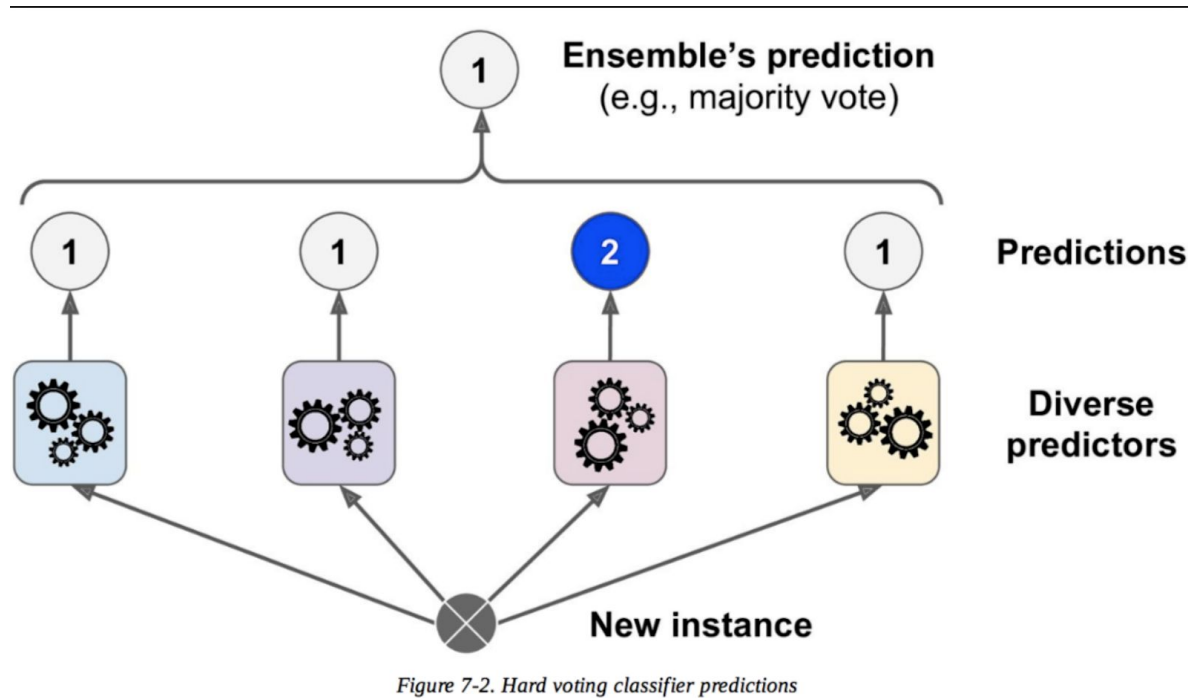 1
Ensemble’s prediction
(e.g., majority vote)
1 1 2 1 Predictions
Diverse
predictors
New instance
Figure 7-2. Hard voting classifier predictions